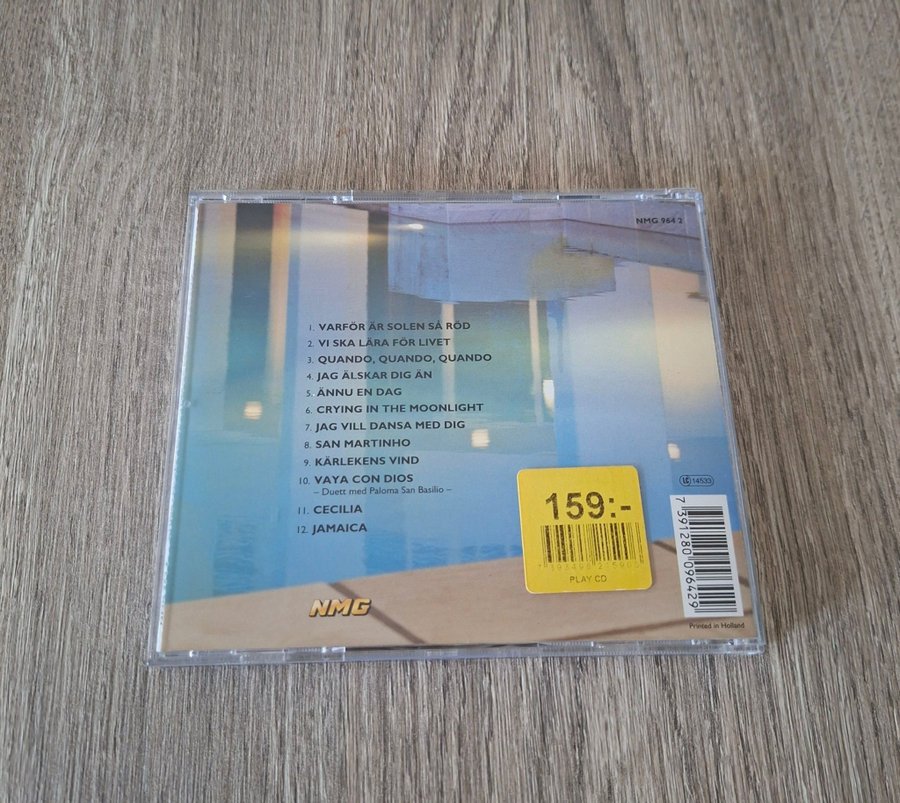 NMG 964 2
1. VARFÖR ÄR SOLEN SÅ RÖD
2. VI SKA LÄRA FÖR LIVET
3. QUANDO, QUANDO, QUANDO
4. JAG ÄLSKAR DIG ÄN
5. ÄNNU EN DAG
6. CRYING IN THE MOONLIGHT
7. JAG VILL DANSA MED DIG
8. SAN MARTINHO
9. KÄRLEKENS VIND
10. VAYA CON DIOS
– Duett med Paloma San Basilio –
11. CECILIA
12. JAMAICA
LC 14533
159:-
PLAY CD
7 391280 096429
NMG
Printed in Holland